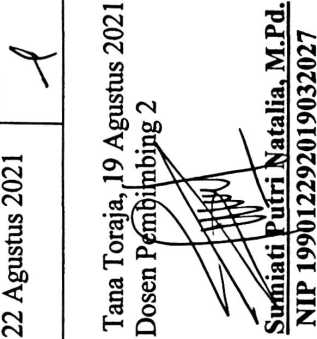 22 Agustus 2021
Tana Toraja, 19 Agustus 2021
Dosen Pembimbing 2
Sumiati Putri Natalia, M.Pd.
NIP 199012292019032027